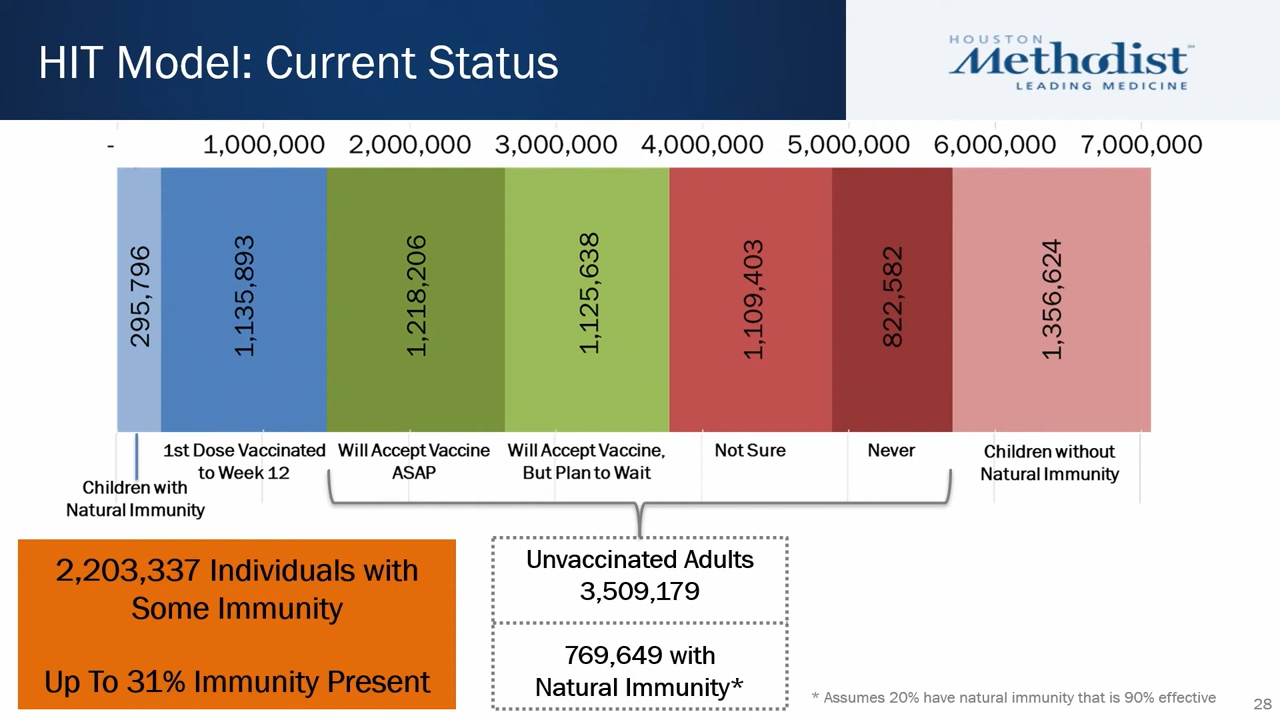 HIT Model: Current Status
HOUSTON
Methodist
LEADING MEDICINE
- 1,000,000 2,000,000 3,000,000 4,000,000 5,000,000 6,000,000 7,000,000
295,796
1,135,893
1,218,206
1,125,638
1,109,403
822,582
1,356,624
Children with
Natural Immunity
1st Dose Vaccinated
to Week 12
Will Accept Vaccine
ASAP
Will Accept Vaccine,
But Plan to Wait
Not Sure
Never
Children without
Natural Immunity
2,203,337 Individuals with
Some Immunity
Up To 31% Immunity Present
Unvaccinated Adults
3,509,179
769,649 with
Natural Immunity*
* Assumes 20% have natural immunity that is 90% effective
28